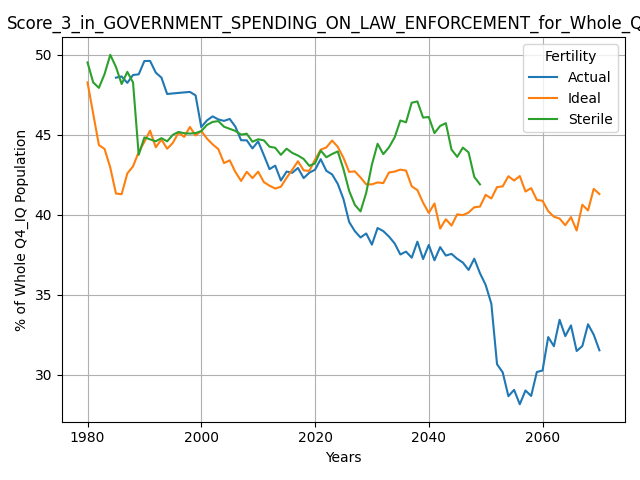 Score_3_in_GOVERNMENT_SPENDING_ON_LAW_ENFORCEMENT_for_Whole_Q
Fertility
Actual
Ideal
Sterile
50
45
40
35
30
% of Whole Q4_IQ Population
1980 2000 2020 2040 2060
Years